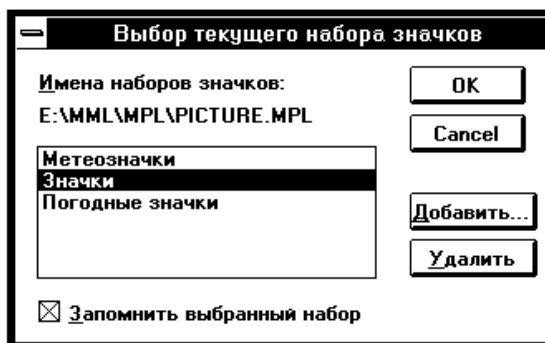 Выбор текущего набора значков
Имена наборов значков:
E:\MML\MPL\PICTURE.MPL
Метеозначки
Значки
Погодные значки
Запомнить выбранный набор
OK
Cancel
Добавить...
Удалить